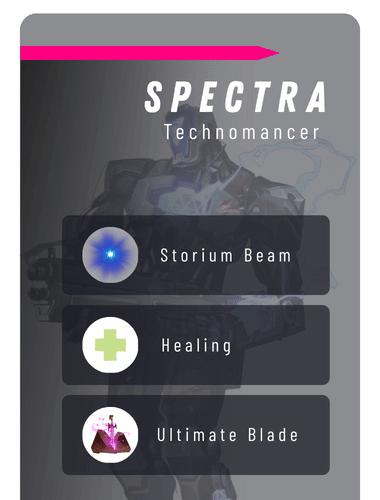 SPECTRA
Technomancer
Storium Beam
Healing
Ultimate Blade